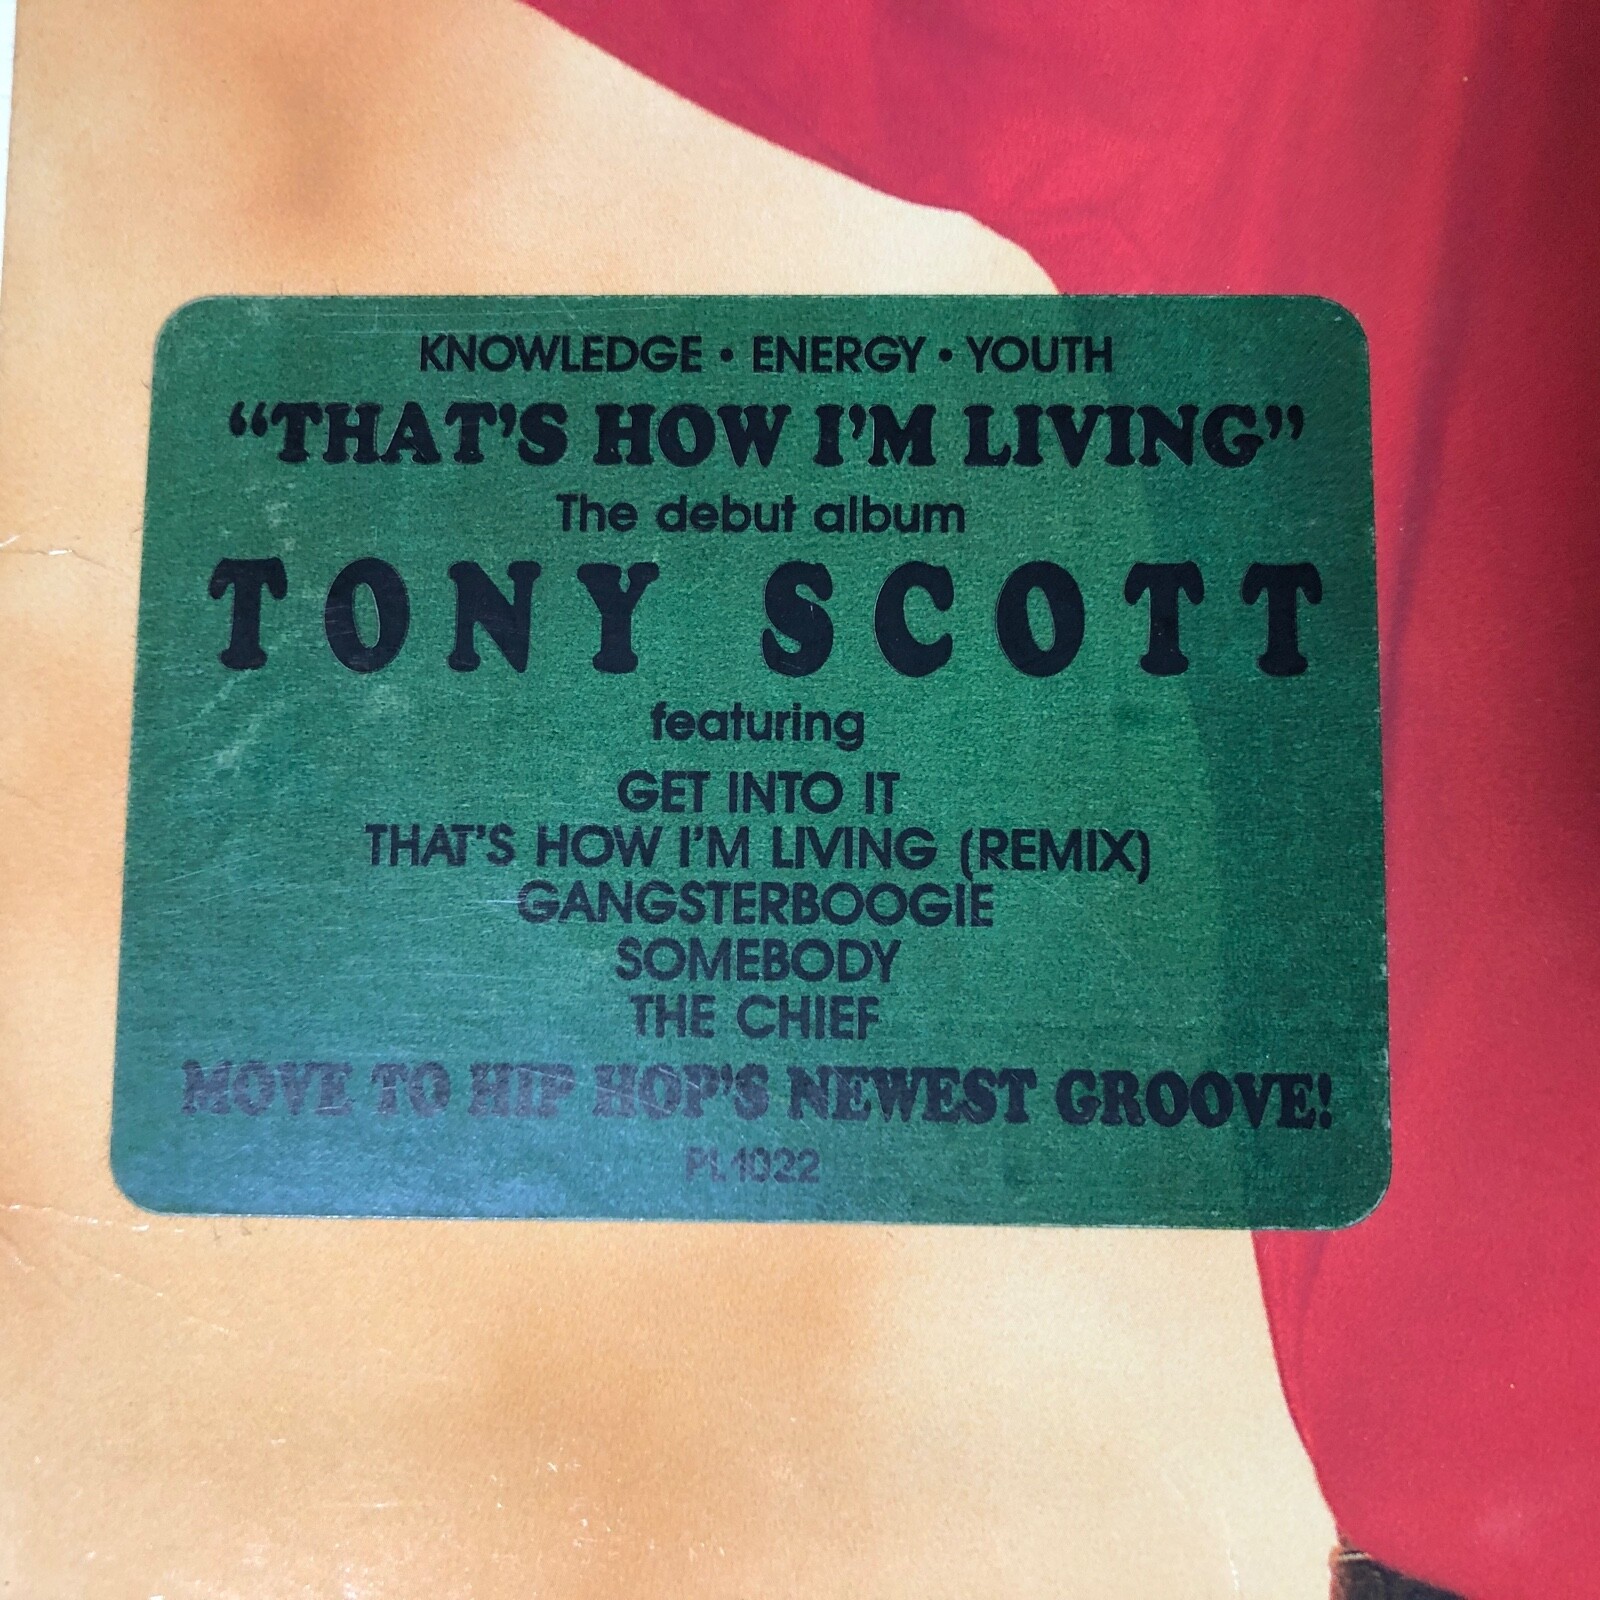 KNOWLEDGE • ENERGY • YOUTH
“THAT’S HOW I’M LIVING”
The debut album
TONY SCOTT
featuring
GET INTO IT
THAT’S HOW I’M LIVING (REMIX)
GANGSTERBOOGIE
SOMEBODY
THE CHIEF
MOVE TO HIP HOP’S NEWEST GROOVE!
PL1022